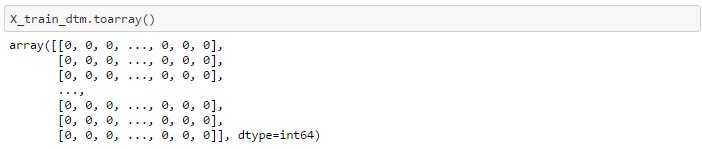 X_train_dtm.toarray()
array([[0, 0, 0, ..., 0, 0, 0],
       [0, 0, 0, ..., 0, 0, 0],
       [0, 0, 0, ..., 0, 0, 0],
       ...,
       [0, 0, 0, ..., 0, 0, 0],
       [0, 0, 0, ..., 0, 0, 0],
       [0, 0, 0, ..., 0, 0, 0]], dtype=int64)